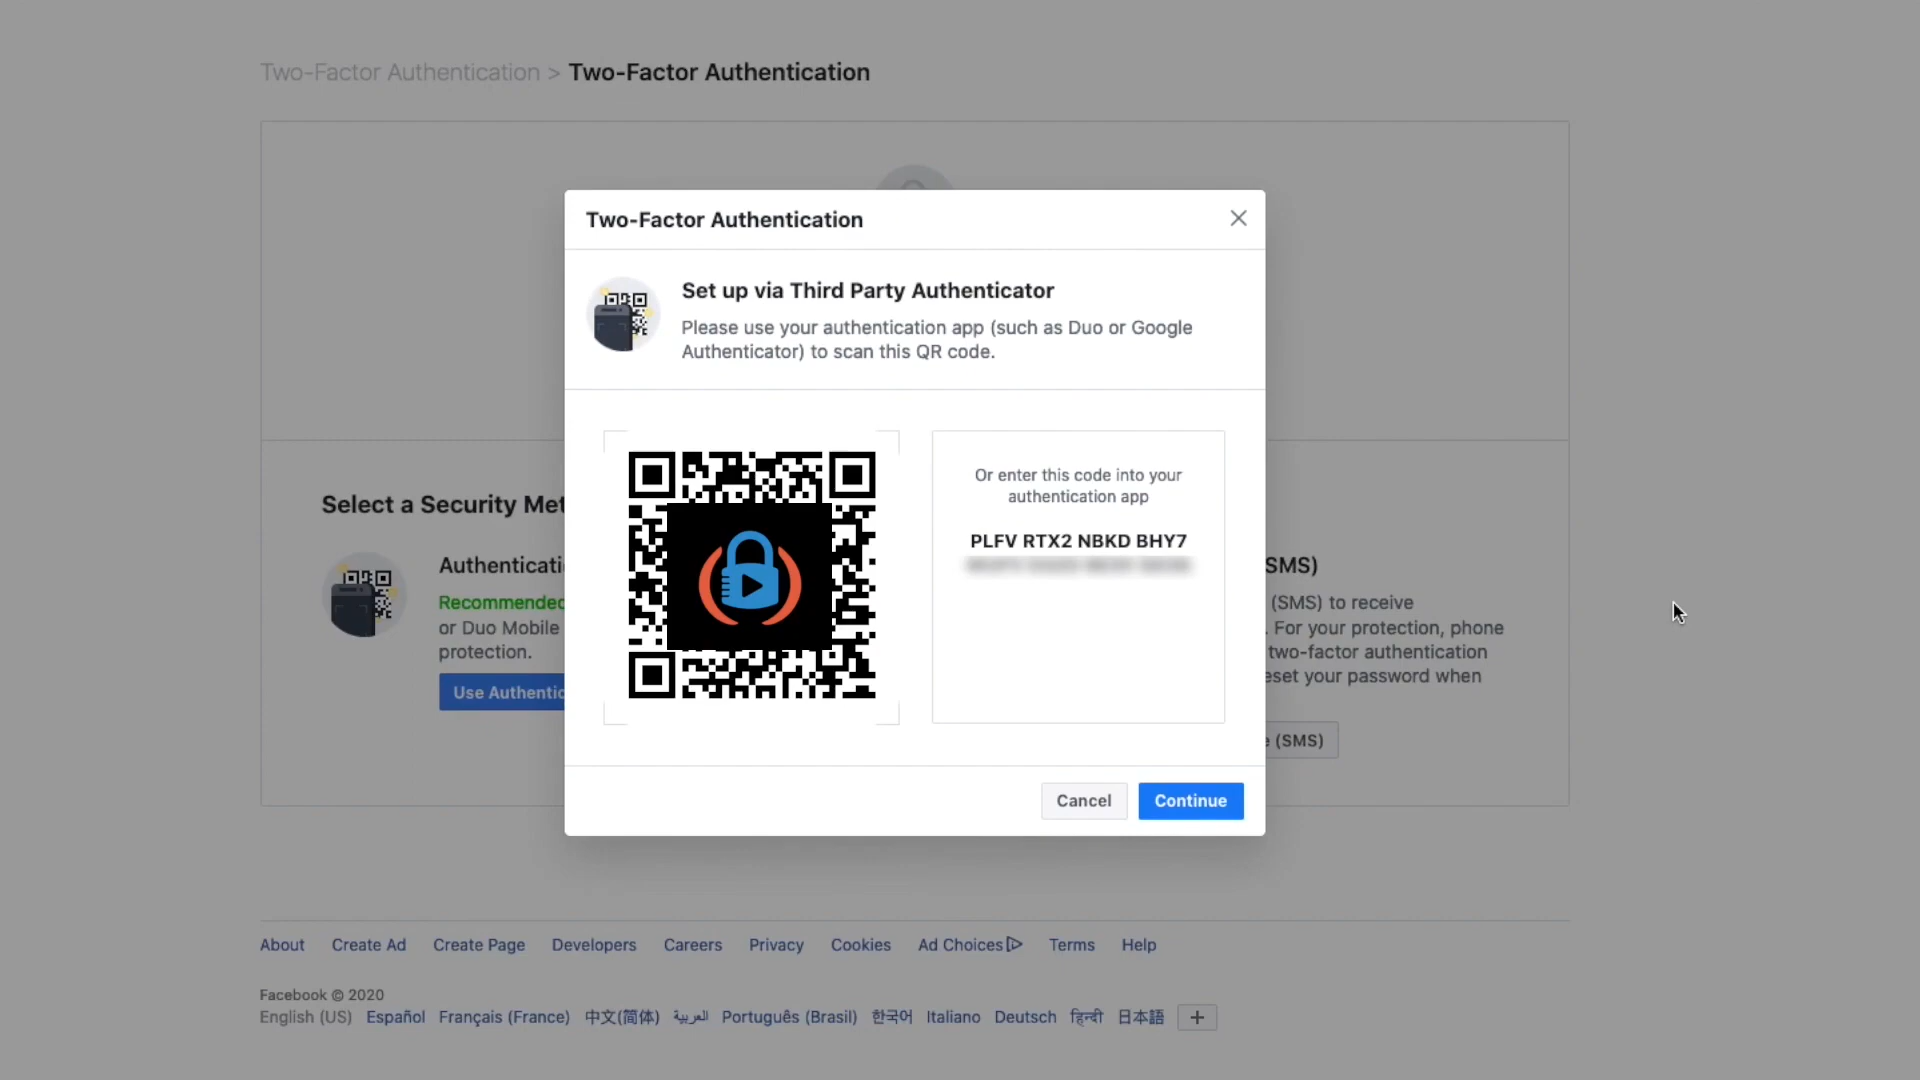 Two-Factor Authentication > Two-Factor Authentication
Two-Factor Authentication
Set up via Third Party Authenticator
Please use your authentication app (such as Duo or Google
Authenticator) to scan this QR code.
Or enter this code into your
authentication app
PLFV RTX2 NBKD BHY7
Cancel
Continue
Select a Security Met
Authenticati
Recommended
or Duo Mobile
protection.
Use Authentic
SMS)
(SMS) to receive
. For your protection, phone
two-factor authentication
eset your password when
e (SMS)
About Create Ad Create Page Developers Careers Privacy Cookies Ad Choices Terms Help
Facebook © 2020
English (US) Español Français (France) 中文(简体) العربية Português (Brasil) 한국어 Italiano Deutsch हिन्दी 日本語 +